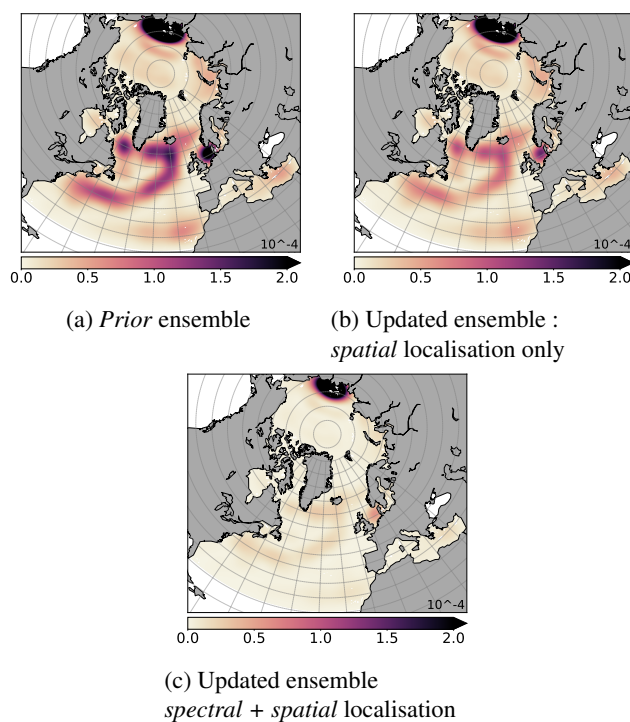 10^-4
10^-4
0.0 0.5 1.0 1.5 2.0
0.0 0.5 1.0 1.5 2.0
(a) Prior ensemble
(b) Updated ensemble :
spatial localisation only
10^-4
0.0 0.5 1.0 1.5 2.0
(c) Updated ensemble
spectral + spatial localisation